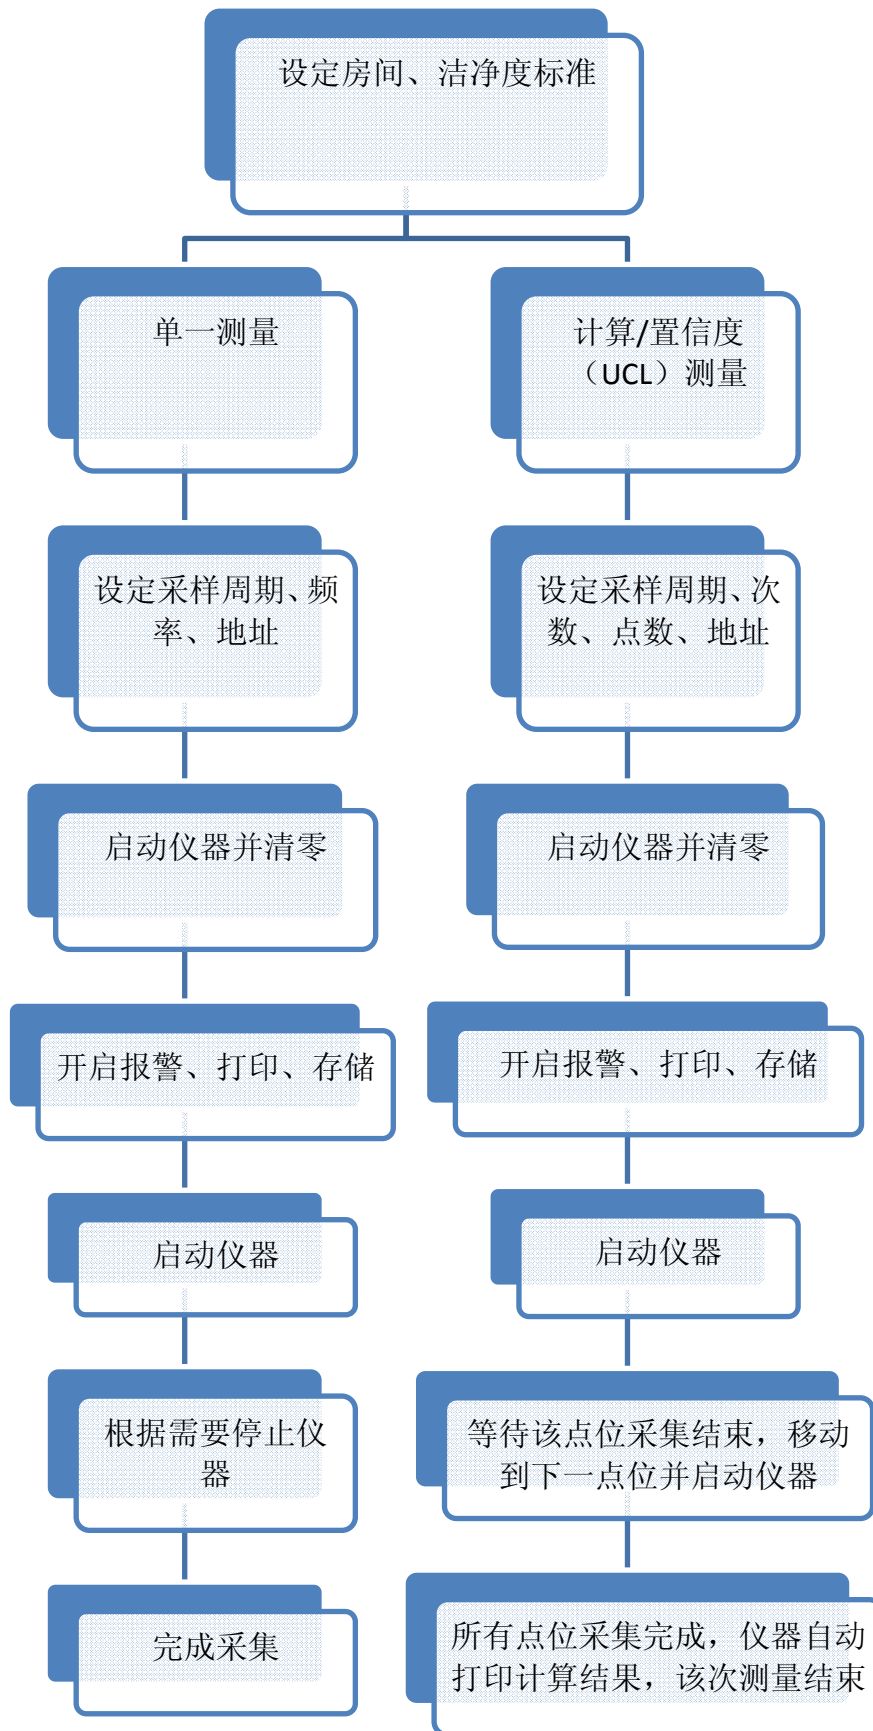 设定房间、洁净度标准
单一测量
计算/置信度
（UCL）测量
设定采样周期、频
率、地址
设定采样周期、次
数、点数、地址
启动仪器并清零
启动仪器并清零
开启报警、打印、存储
开启报警、打印、存储
启动仪器
启动仪器
根据需要停止仪
器
等待该点位采集结束，移动
到下一点位并启动仪器
完成采集
所有点位采集完成，仪器自动
打印计算结果，该次测量结束